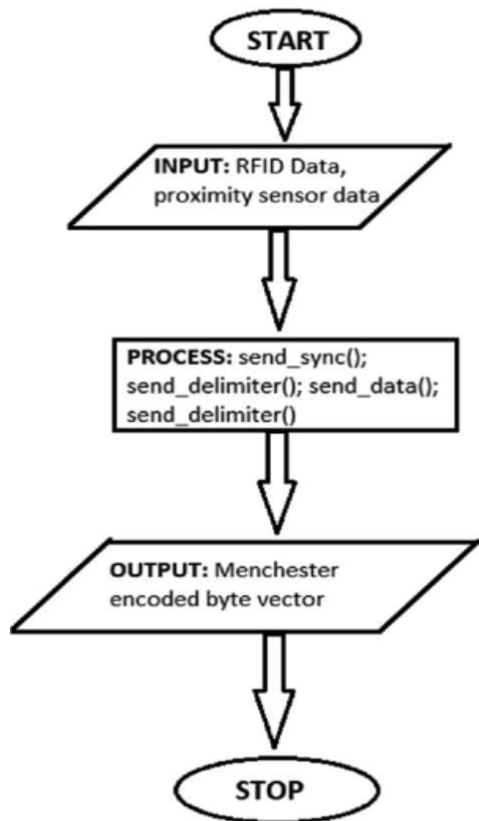 START
INPUT: RFID Data,
proximity sensor data
PROCESS: send_sync();
send_delimiter(); send_data();
send_delimiter()
OUTPUT: Menchester
encoded byte vector
STOP